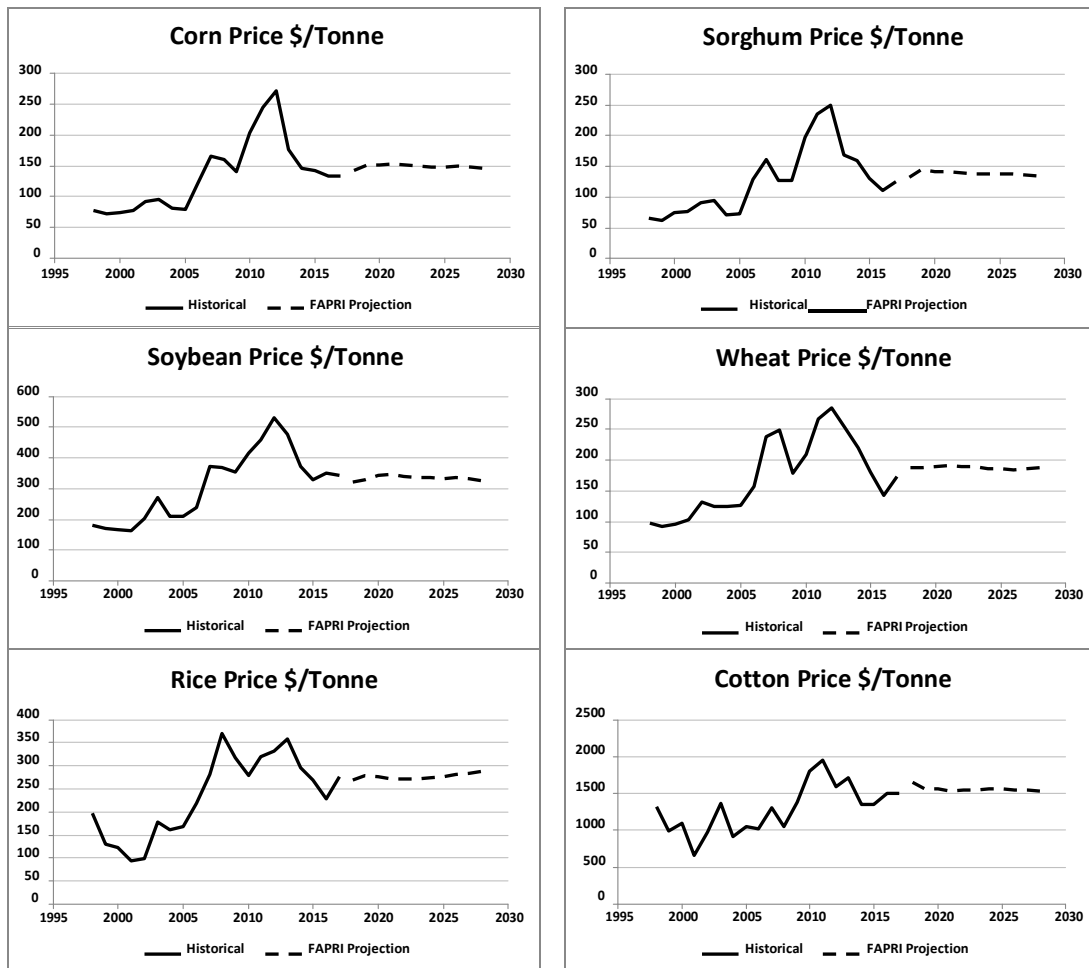 Corn Price $/Tonne
300
250
200
150
100
50
0
1995 2000 2005 2010 2015 2020 2025 2030
Historical FAPRI Projection
Sorghum Price $/Tonne
300
250
200
150
100
50
0
1995 2000 2005 2010 2015 2020 2025 2030
Historical FAPRI Projection
Soybean Price $/Tonne
600
500
400
300
200
100
0
1995 2000 2005 2010 2015 2020 2025 2030
Historical FAPRI Projection
Wheat Price $/Tonne
300
250
200
150
100
50
0
1995 2000 2005 2010 2015 2020 2025 2030
Historical FAPRI Projection
Rice Price $/Tonne
400
350
300
250
200
150
100
50
0
1995 2000 2005 2010 2015 2020 2025 2030
Historical FAPRI Projection
Cotton Price $/Tonne
2500
2000
1500
1000
500
0
1995 2000 2005 2010 2015 2020 2025 2030
Historical FAPRI Projection